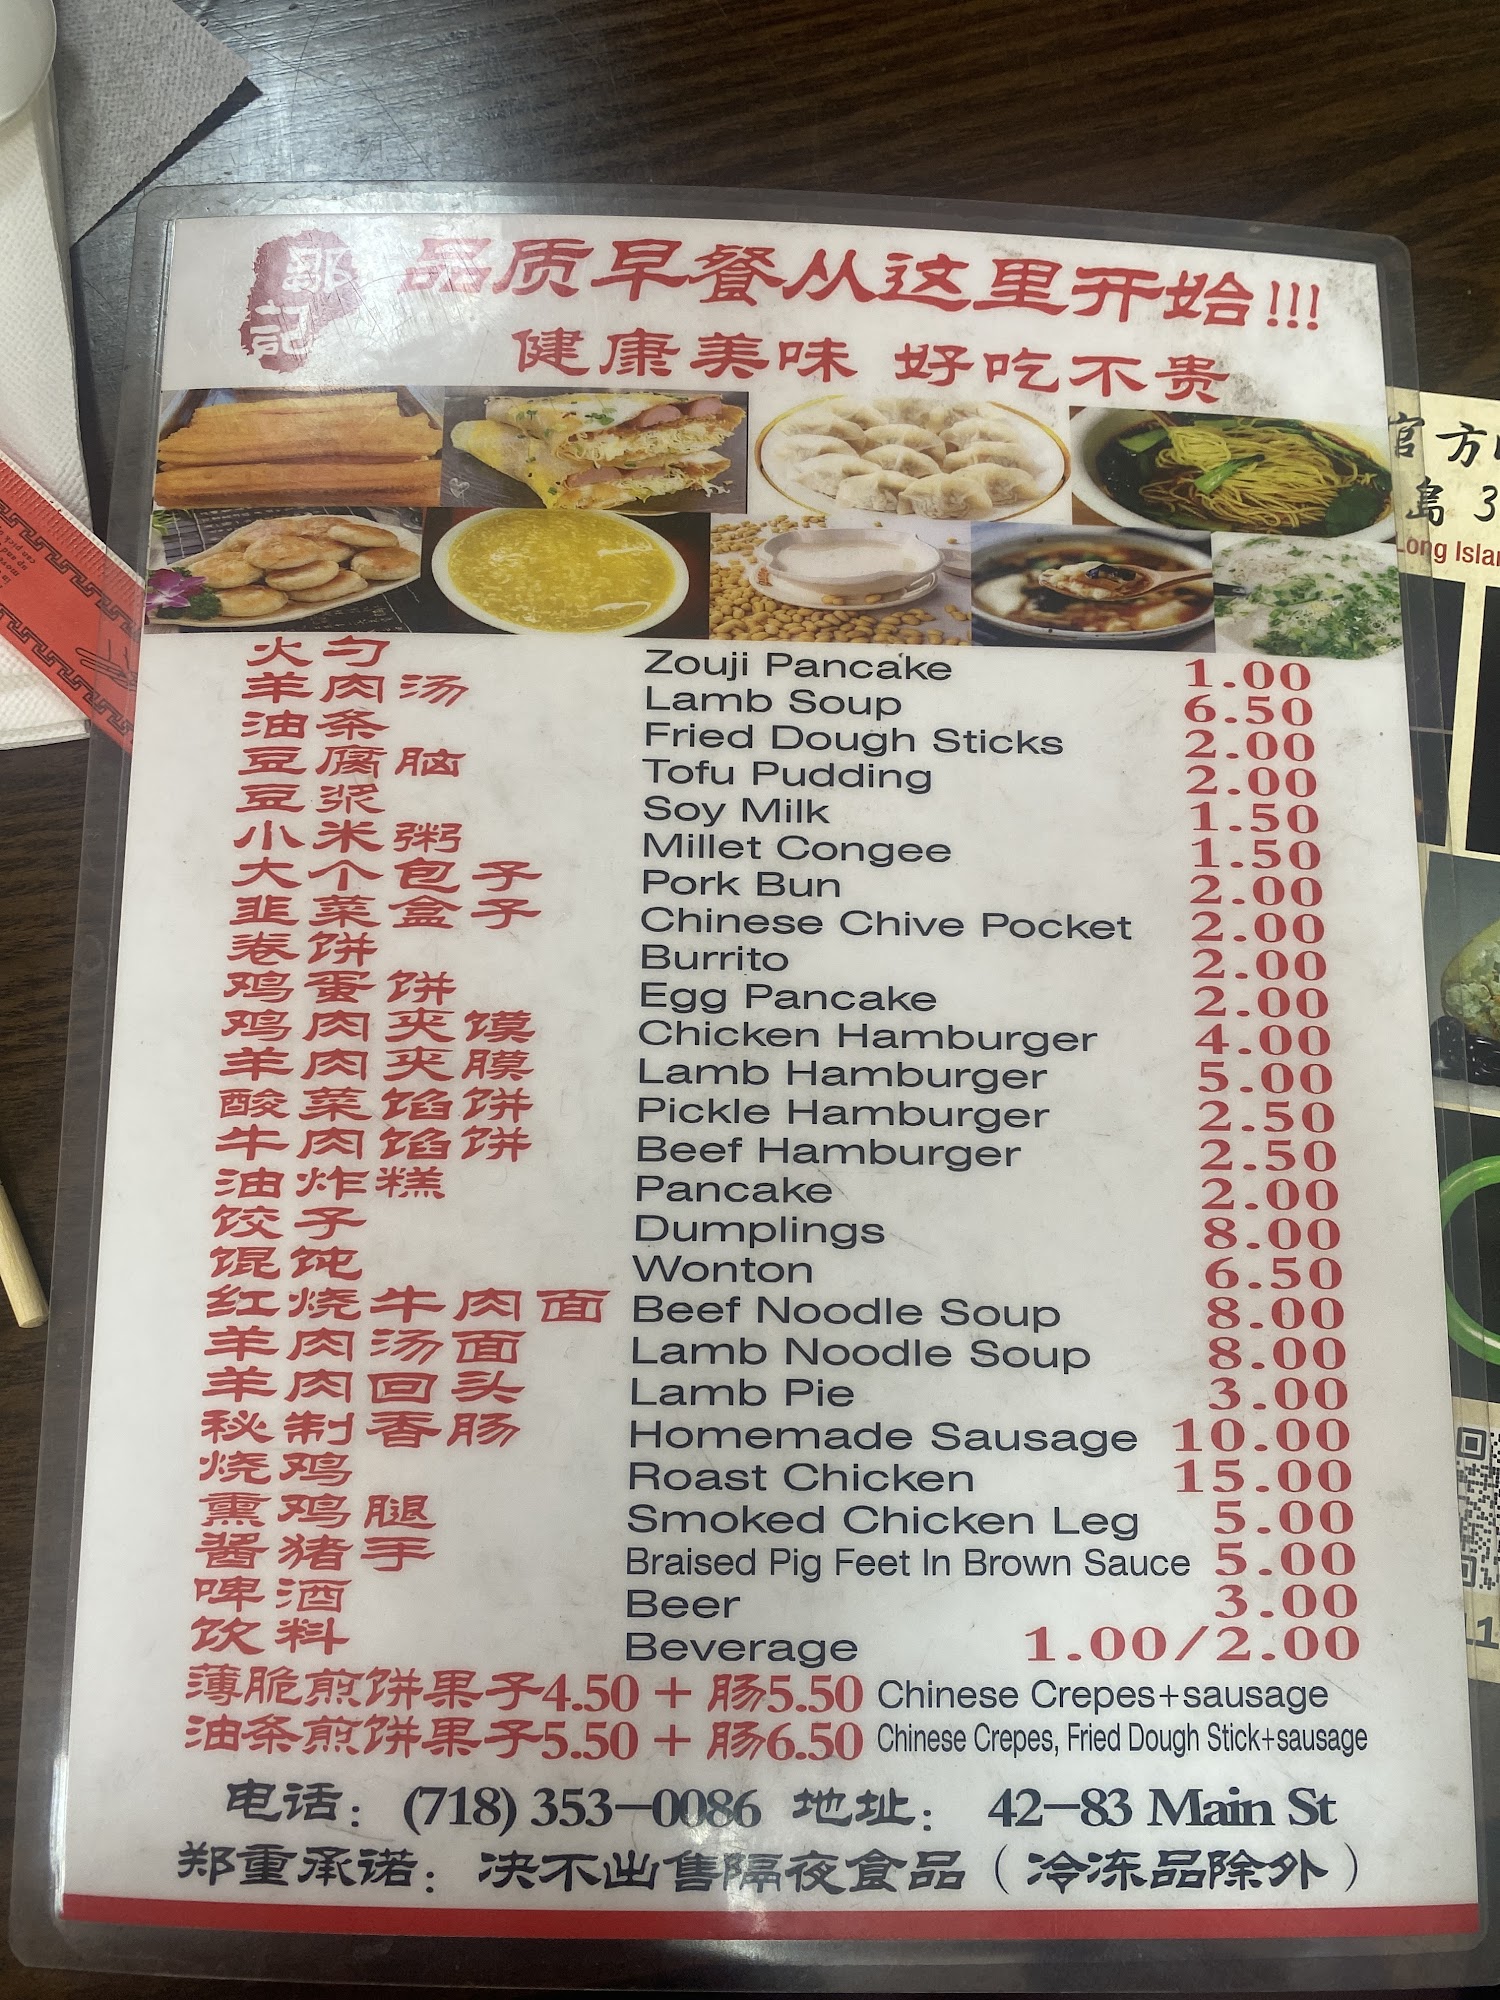 郭记
品质早餐从这里开始!!!
健康美味 好吃不贵
火勺 Zouji Pancake 1.00
羊肉汤 Lamb Soup 6.50
油条 Fried Dough Sticks 2.00
豆腐脑 Tofu Pudding 2.00
豆浆 Soy Milk 1.50
小米粥 Millet Congee 1.50
大个包子 Pork Bun 2.00
韭菜盒子 Chinese Chive Pocket 2.00
卷饼 Burrito 2.00
鸡蛋饼 Egg Pancake 2.00
鸡肉夹馍 Chicken Hamburger 4.00
羊肉夹膜 Lamb Hamburger 5.00
酸菜馅饼 Pickle Hamburger 2.50
牛肉馅饼 Beef Hamburger 2.50
油炸糕 Pancake 2.00
饺子 Dumplings 8.00
馄饨 Wonton 6.50
红烧牛肉面 Beef Noodle Soup 8.00
羊肉汤面 Lamb Noodle Soup 8.00
羊肉回头 Lamb Pie 3.00
秘制香肠 Homemade Sausage 10.00
烧鸡 Roast Chicken 15.00
熏鸡腿 Smoked Chicken Leg 5.00
酱猪手 Braised Pig Feet In Brown Sauce 5.00
啤酒 Beer 3.00
饮料 Beverage 1.00/2.00
薄脆煎饼果子4.50 + 肠5.50 Chinese Crepes+sausage
油条煎饼果子5.50 + 肠6.50 Chinese Crepes, Fried Dough Stick+sausage
电话：(718) 353-0086 地址： 42-83 Main St
郑重承诺：决不出售隔夜食品（冷冻品除外）
官方
島 3
Long Islan